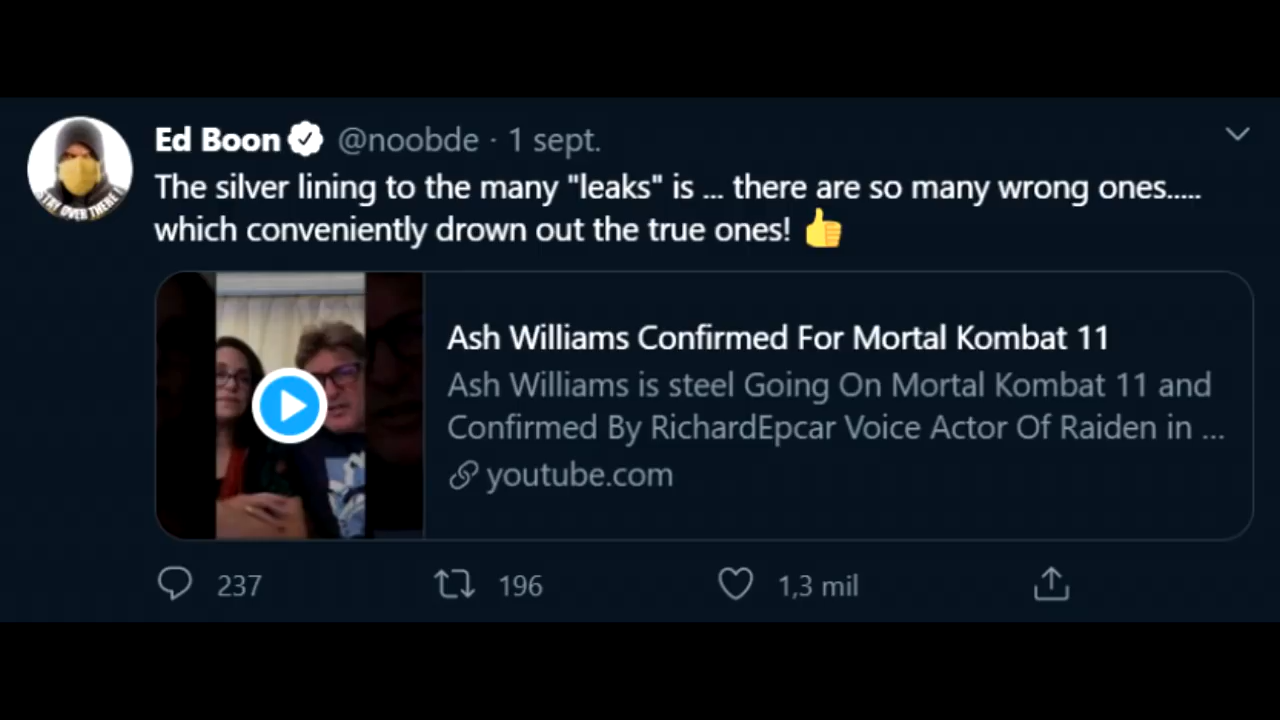 Ed Boon @noobde · 1 sept.
The silver lining to the many "leaks" is ... there are so many wrong ones.....
which conveniently drown out the true ones! 👍
Ash Williams Confirmed For Mortal Kombat 11
Ash Williams is steel Going On Mortal Kombat 11 and
Confirmed By RichardEpcar Voice Actor Of Raiden in ...
youtube.com
237 196 1,3 mil